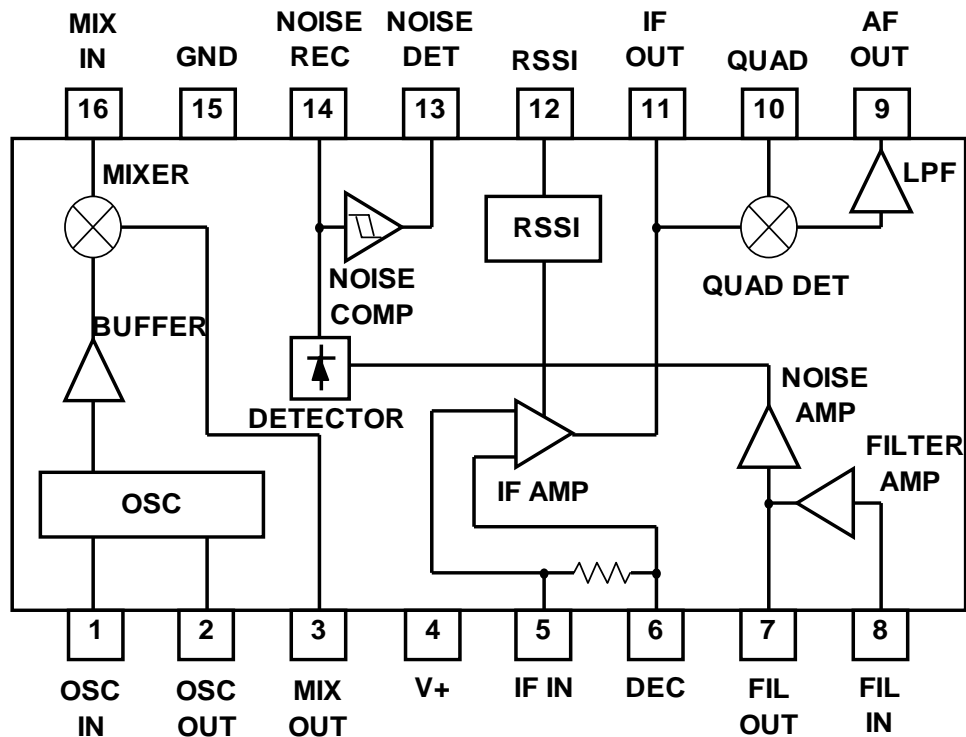 MIX
IN
GND
NOISE
REC
NOISE
DET
RSSI
IF
OUT
QUAD
AF
OUT
16
15
14
13
12
11
10
9
MIXER
LPF
RSSI
NOISE
COMP
QUAD DET
BUFFER
DETECTOR
NOISE
AMP
FILTER
AMP
IF AMP
OSC
1
2
3
4
5
6
7
8
OSC
IN
OSC
OUT
MIX
OUT
V+
IF IN
DEC
FIL
OUT
FIL
IN